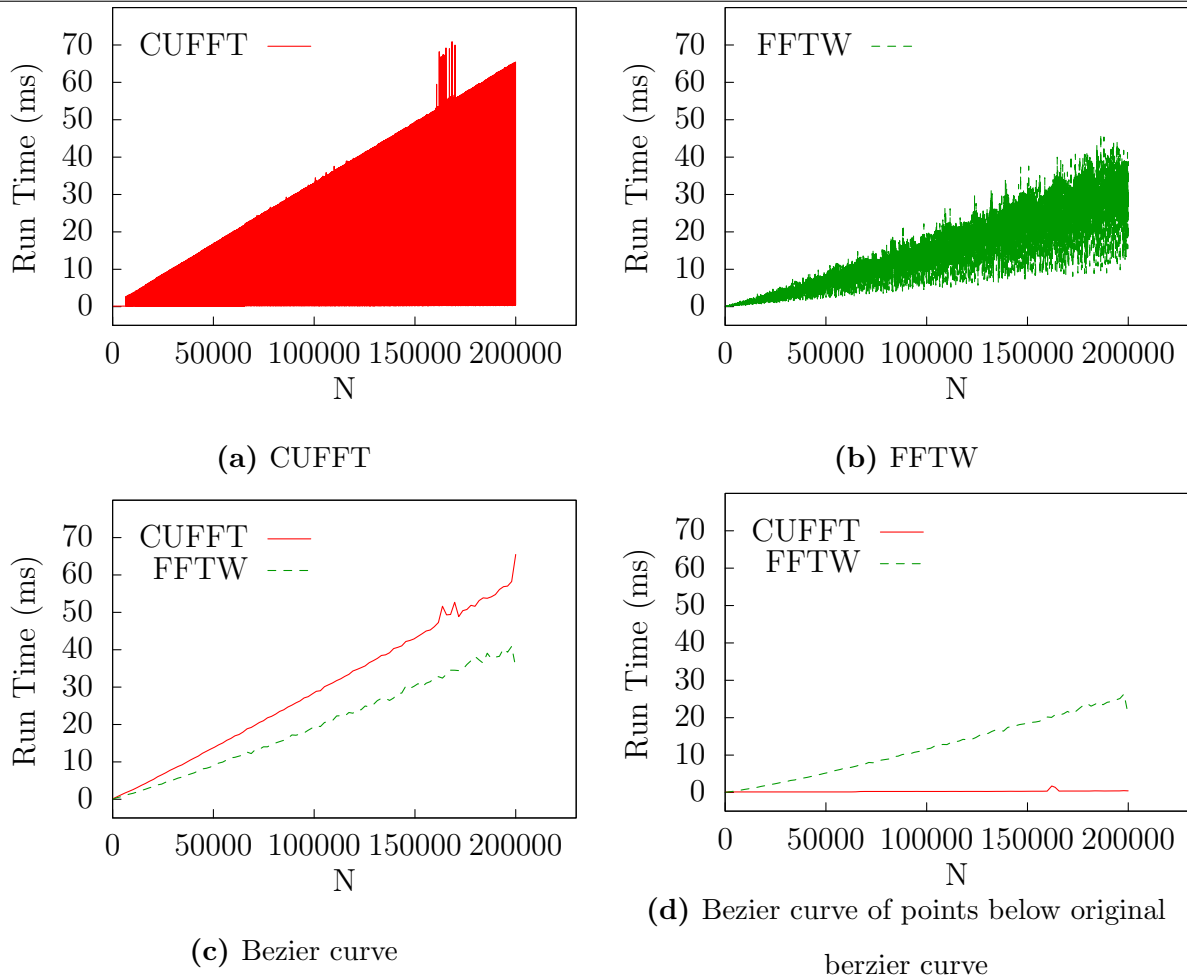 70
60
50
40
30
20
10
0
Run Time (ms)
CUFFT
0 50000 100000 150000 200000
N
(a) CUFFT
70
60
50
40
30
20
10
0
Run Time (ms)
FFTW
0 50000 100000 150000 200000
N
(b) FFTW
70
60
50
40
30
20
10
0
Run Time (ms)
CUFFT
FFTW
0 50000 100000 150000 200000
N
(c) Bezier curve
70
60
50
40
30
20
10
0
Run Time (ms)
CUFFT
FFTW
0 50000 100000 150000 200000
N
(d) Bezier curve of points below original
berzier curve